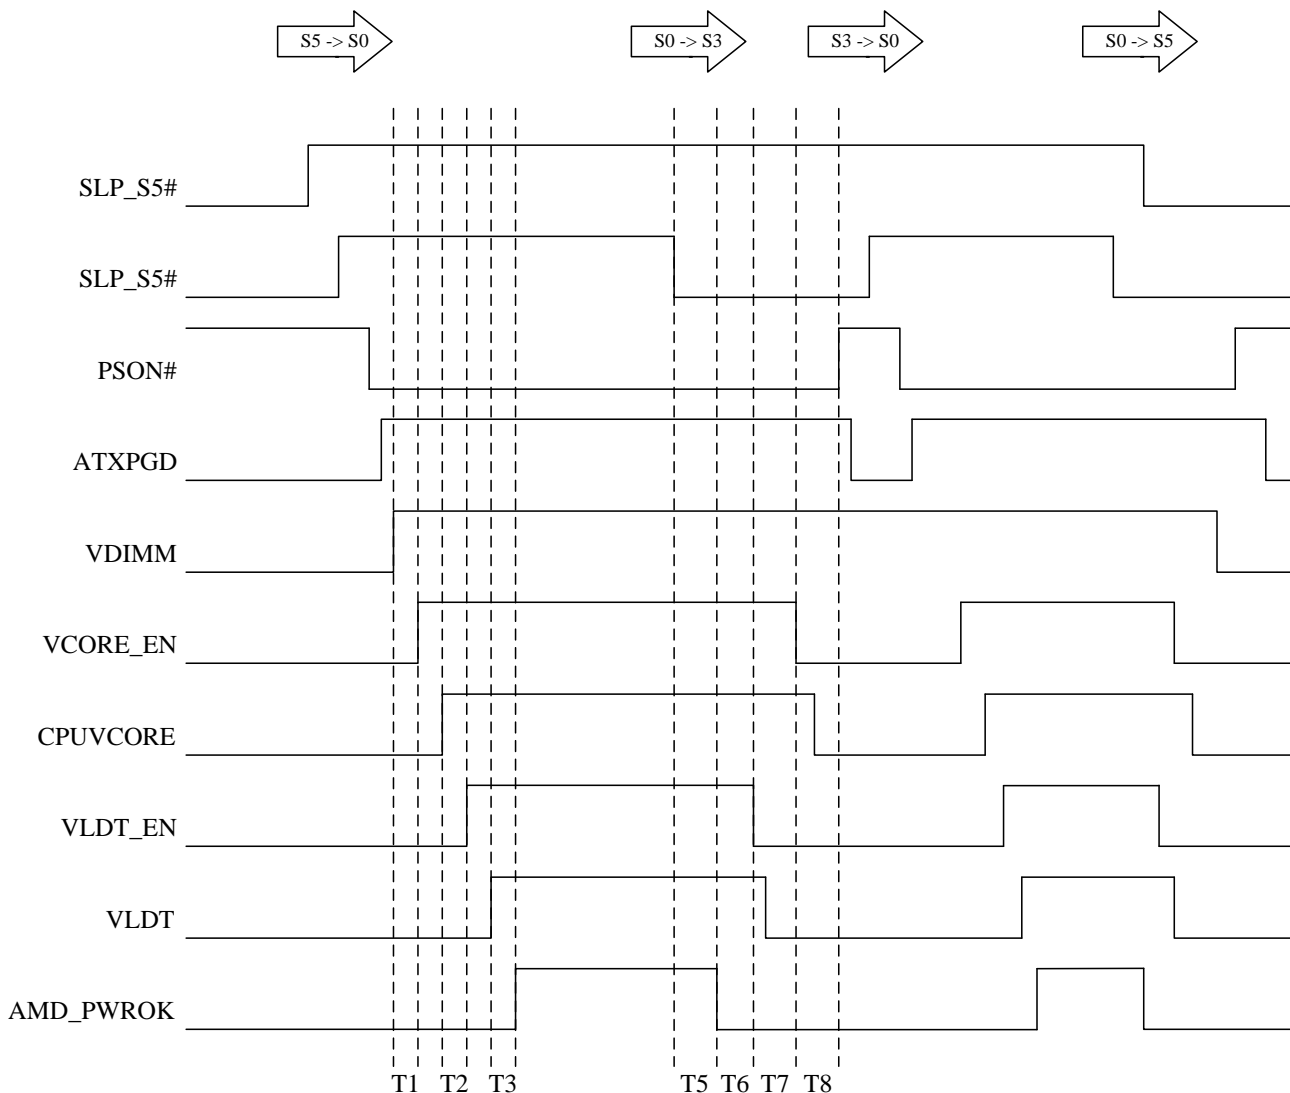 S5 -> S0 S0 -> S3 S3 -> S0 S0 -> S5
SLP_S5#
SLP_S5#
PSON#
ATXPGD
VDIMM
VCORE_EN
CPUVCORE
VLDT_EN
VLDT
AMD_PWROK
T1 T2 T3 T5 T6 T7 T8